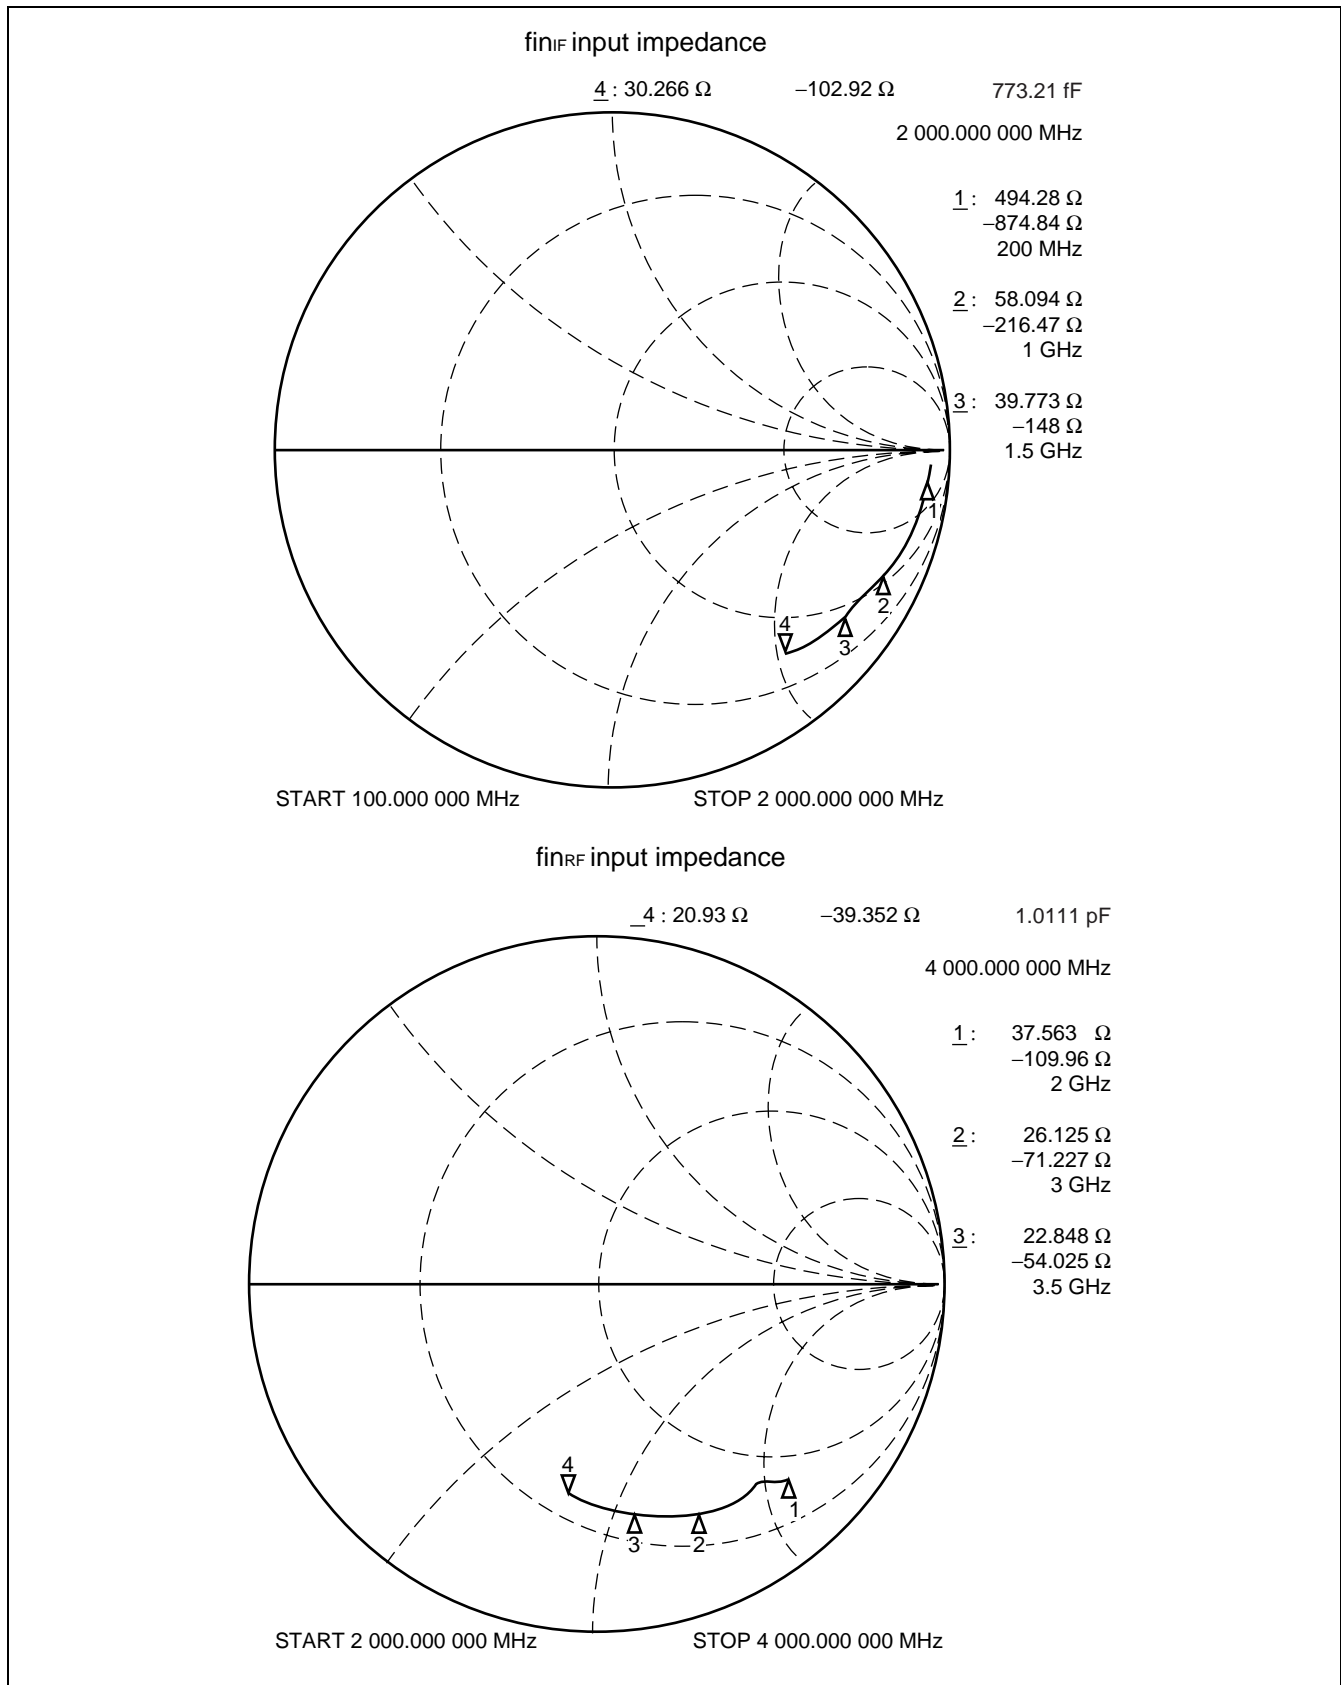 finIF input impedance
4 : 30.266 Ω −102.92 Ω 773.21 fF
2 000.000 000 MHz
1 : 494.28 Ω
−874.84 Ω
200 MHz
2 : 58.094 Ω
−216.47 Ω
1 GHz
3 : 39.773 Ω
−148 Ω
1.5 GHz
1
2
4
3
START 100.000 000 MHz STOP 2 000.000 000 MHz
finRF input impedance
4 : 20.93 Ω −39.352 Ω 1.0111 pF
4 000.000 000 MHz
1 : 37.563 Ω
−109.96 Ω
2 GHz
2 : 26.125 Ω
−71.227 Ω
3 GHz
3 : 22.848 Ω
−54.025 Ω
3.5 GHz
4
1
3 2
START 2 000.000 000 MHz STOP 4 000.000 000 MHz